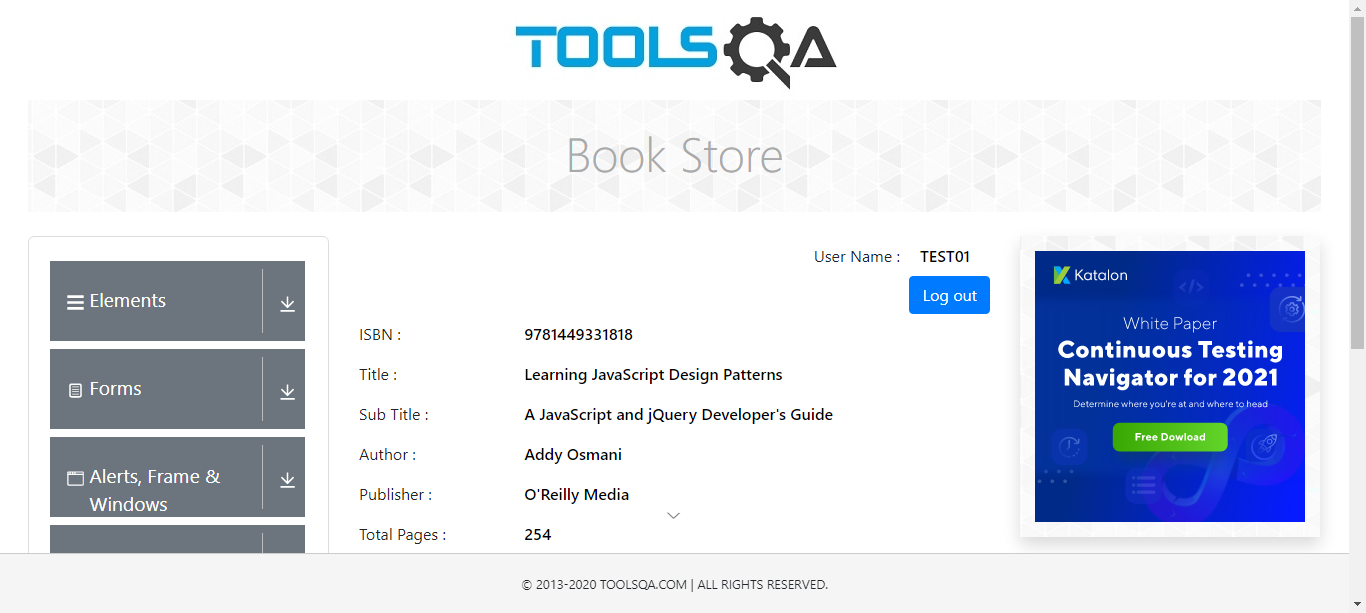 TOOLSQA
Book Store
Elements
Forms
Alerts, Frame &
Windows
User Name : TEST01
Log out
ISBN : 9781449331818
Title : Learning JavaScript Design Patterns
Sub Title : A JavaScript and jQuery Developer's Guide
Author : Addy Osmani
Publisher : O'Reilly Media
Total Pages : 254
Katalon
White Paper
Continuous Testing
Navigator for 2021
Determine where you're at and where to head
Free Dowload
© 2013-2020 TOOLSQA.COM | ALL RIGHTS RESERVED.